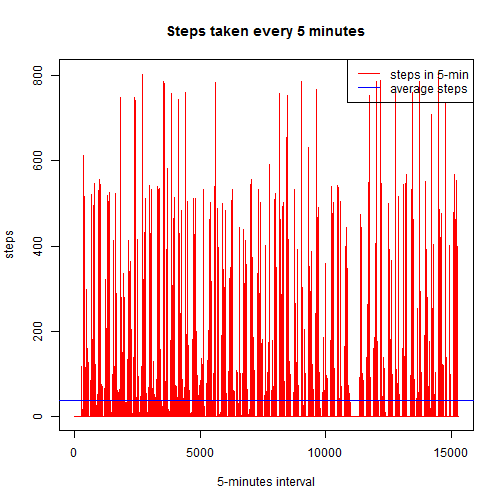 Steps taken every 5 minutes
steps in 5-min
average steps
steps
800
600
400
200
0
0 5000 10000 15000
5-minutes interval